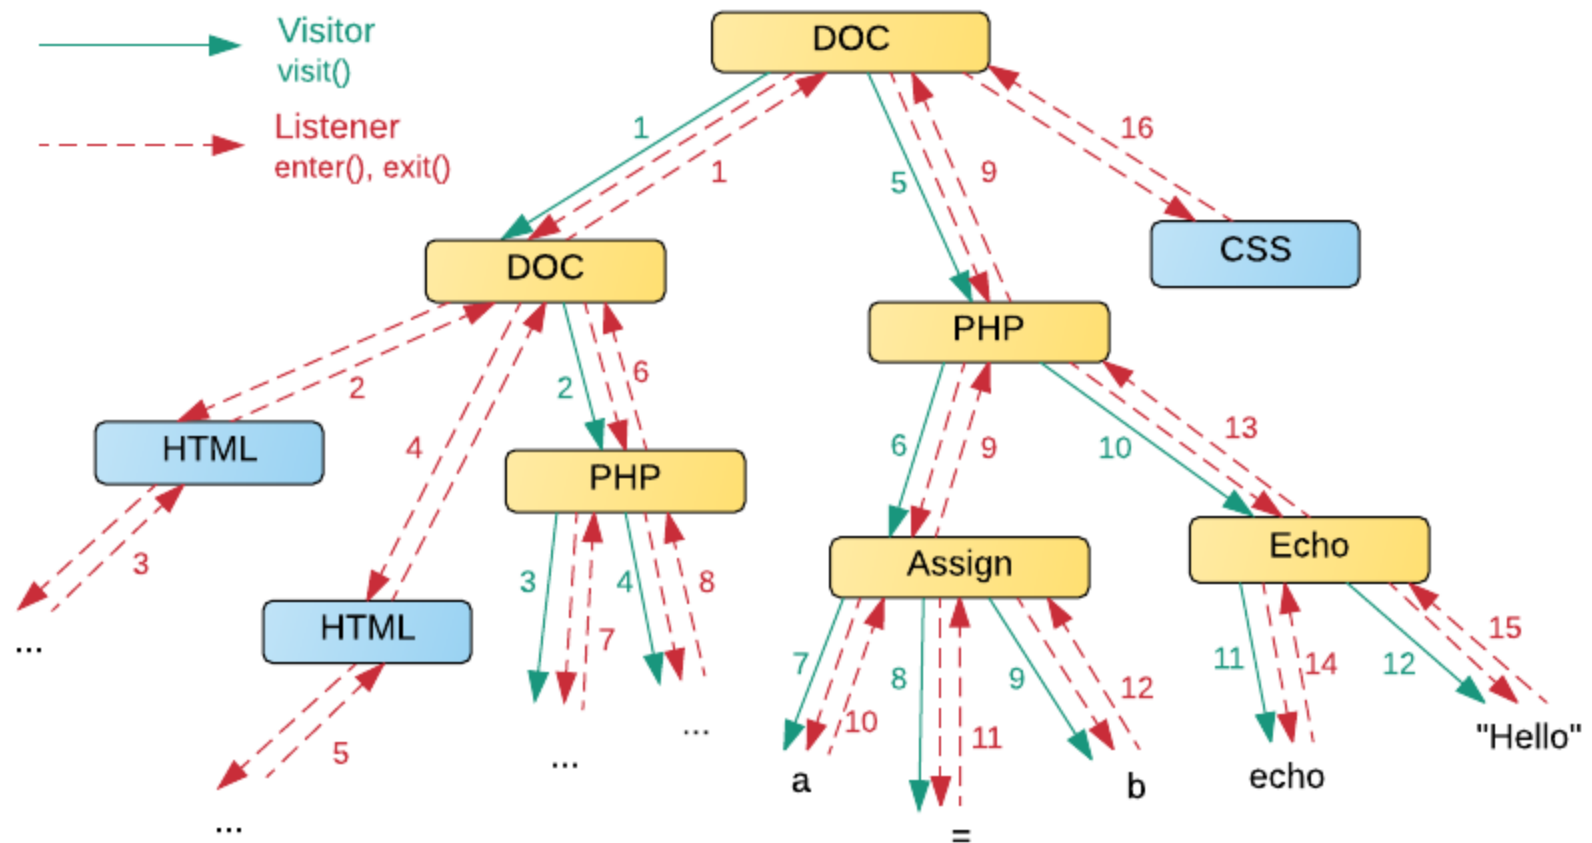 Visitor
visit()
Listener
enter(), exit()
DOC
1
1
5
9
16
DOC
CSS
PHP
2
4
2
6
6
9
10
13
HTML
PHP
Assign
Echo
3
3
7
4
8
HTML
5
7
10
8
11
9
12
11
14
12
15
...
...
...
...
a
=
b
echo
"Hello"